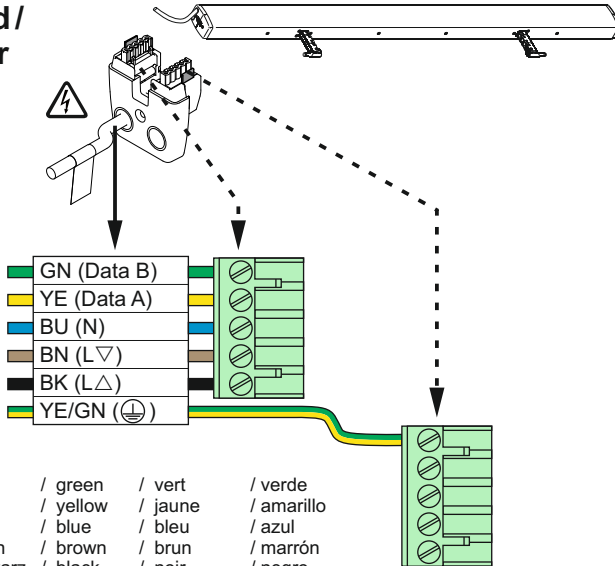 GN (Data B)
YE (Data A)
BU (N)
BN (L▽)
BK (L△)
YE/GN (⏚)
/ green / vert / verde
/ yellow / jaune / amarillo
/ blue / bleu / azul
/ brown / brun / marrón